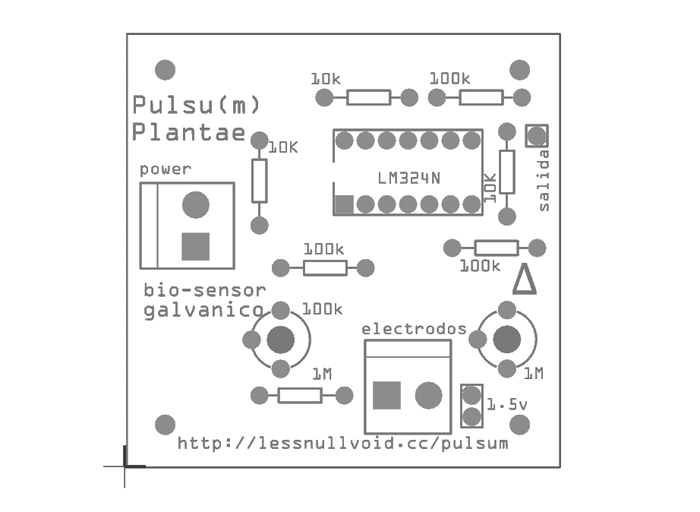 10k
100k
Pulsu(m)
Plantae
10K
power
LM324N
10K
salida
100k
100k
bio-sensor
galvanico
100k
electrodos
1M
1M
1.5v
http://lessnullvoid.cc/pulsum